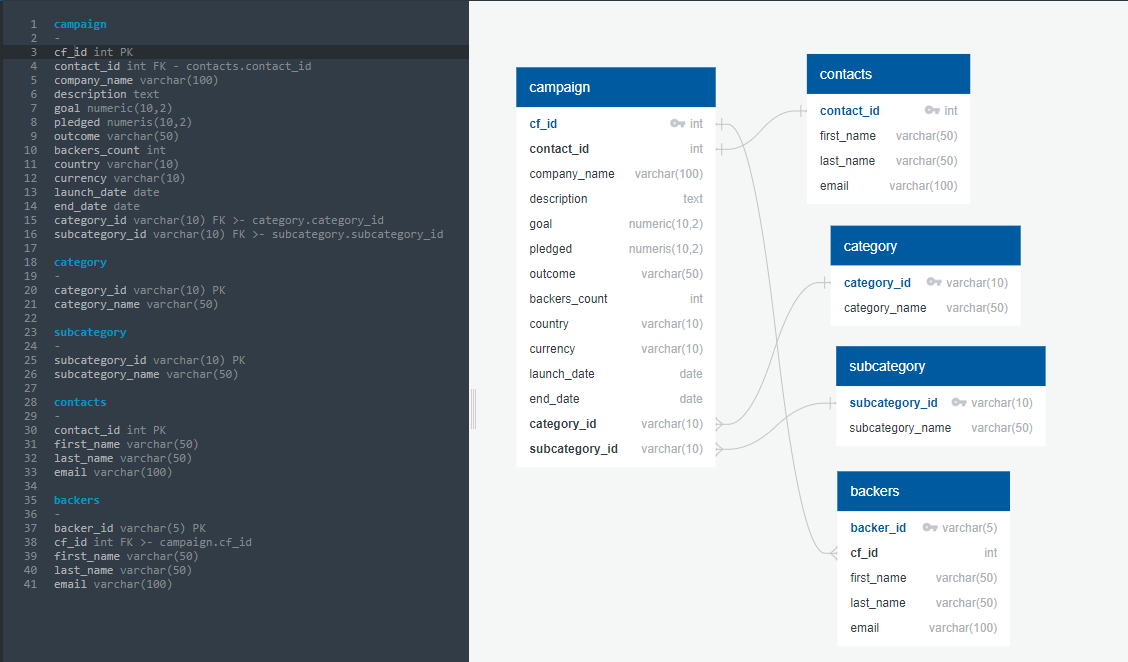 1 campaign
2 -
3 cf_id int PK
4 contact_id int FK - contacts.contact_id
5 company_name varchar(100)
6 description text
7 goal numeric(10,2)
8 pledged numeris(10,2)
9 outcome varchar(50)
10 backers_count int
11 country varchar(10)
12 currency varchar(10)
13 launch_date date
14 end_date date
15 category_id varchar(10) FK >- category.category_id
16 subcategory_id varchar(10) FK >- subcategory.subcategory_id
17
18 category
19 -
20 category_id varchar(10) PK
21 category_name varchar(50)
22
23 subcategory
24 -
25 subcategory_id varchar(10) PK
26 subcategory_name varchar(50)
27
28 contacts
29 -
30 contact_id int PK
31 first_name varchar(50)
32 last_name varchar(50)
33 email varchar(100)
34
35 backers
36 -
37 backer_id varchar(5) PK
38 cf_id int FK >- campaign.cf_id
39 first_name varchar(50)
40 last_name varchar(50)
41 email varchar(100)
campaign
cf_id int
contact_id int
company_name varchar(100)
description text
goal numeric(10,2)
pledged numeris(10,2)
outcome varchar(50)
backers_count int
country varchar(10)
currency varchar(10)
launch_date date
end_date date
category_id varchar(10)
subcategory_id varchar(10)
contacts
contact_id int
first_name varchar(50)
last_name varchar(50)
email varchar(100)
category
category_id varchar(10)
category_name varchar(50)
subcategory
subcategory_id varchar(10)
subcategory_name varchar(50)
backers
backer_id varchar(5)
cf_id int
first_name varchar(50)
last_name varchar(50)
email varchar(100)